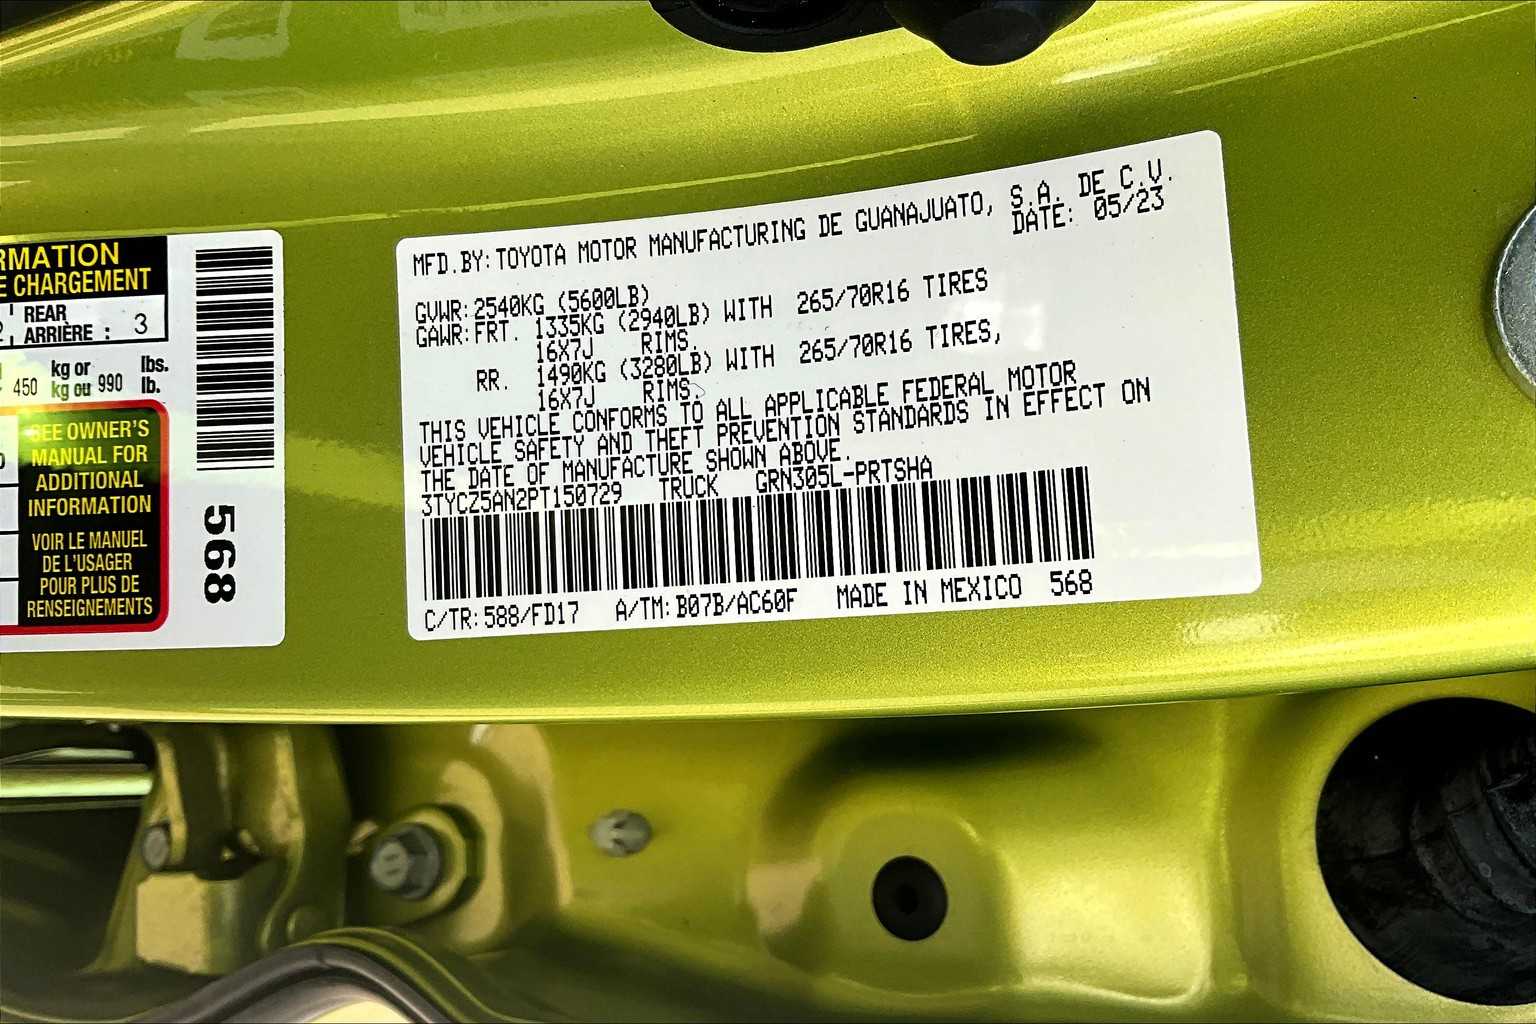 RMATION
E CHARGEMENT
REAR
ARRIÈRE : 3
kg or lbs.
450 kg ou 990 lb.
SEE OWNER'S
MANUAL FOR
ADDITIONAL
INFORMATION
VOIR LE MANUEL
DE L'USAGER
POUR PLUS DE
RENSEIGNEMENTS
568
MFD.BY:TOYOTA MOTOR MANUFACTURING DE GUANAJUATO, S.A. DE C.V.
DATE: 05/23
GVWR:2540KG (5600LB)
GAWR:FRT. 1335KG (2940LB) WITH 265/70R16 TIRES
16X7J RIMS.
RR. 1490KG (3280LB) WITH 265/70R16 TIRES,
16X7J RIMS.
THIS VEHICLE CONFORMS TO ALL APPLICABLE FEDERAL MOTOR
VEHICLE SAFETY AND THEFT PREVENTION STANDARDS IN EFFECT ON
THE DATE OF MANUFACTURE SHOWN ABOVE.
3TYCZ5AN2PT150729 TRUCK GRN305L-PRTSHA
C/TR:588/FD17 A/TM:B07B/AC60F MADE IN MEXICO 568